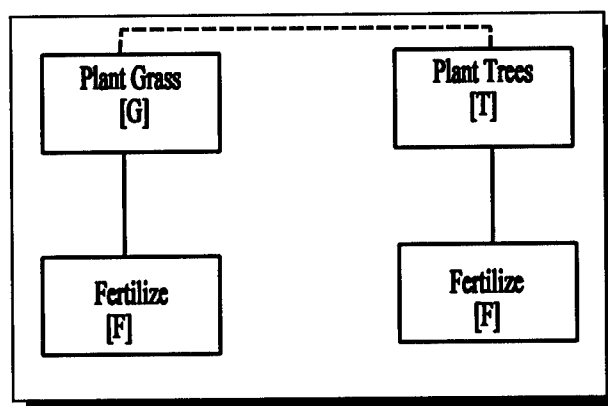 Plant Grass
[G]
Plant Trees
[T]
Fertilize
[F]
Fertilize
[F]